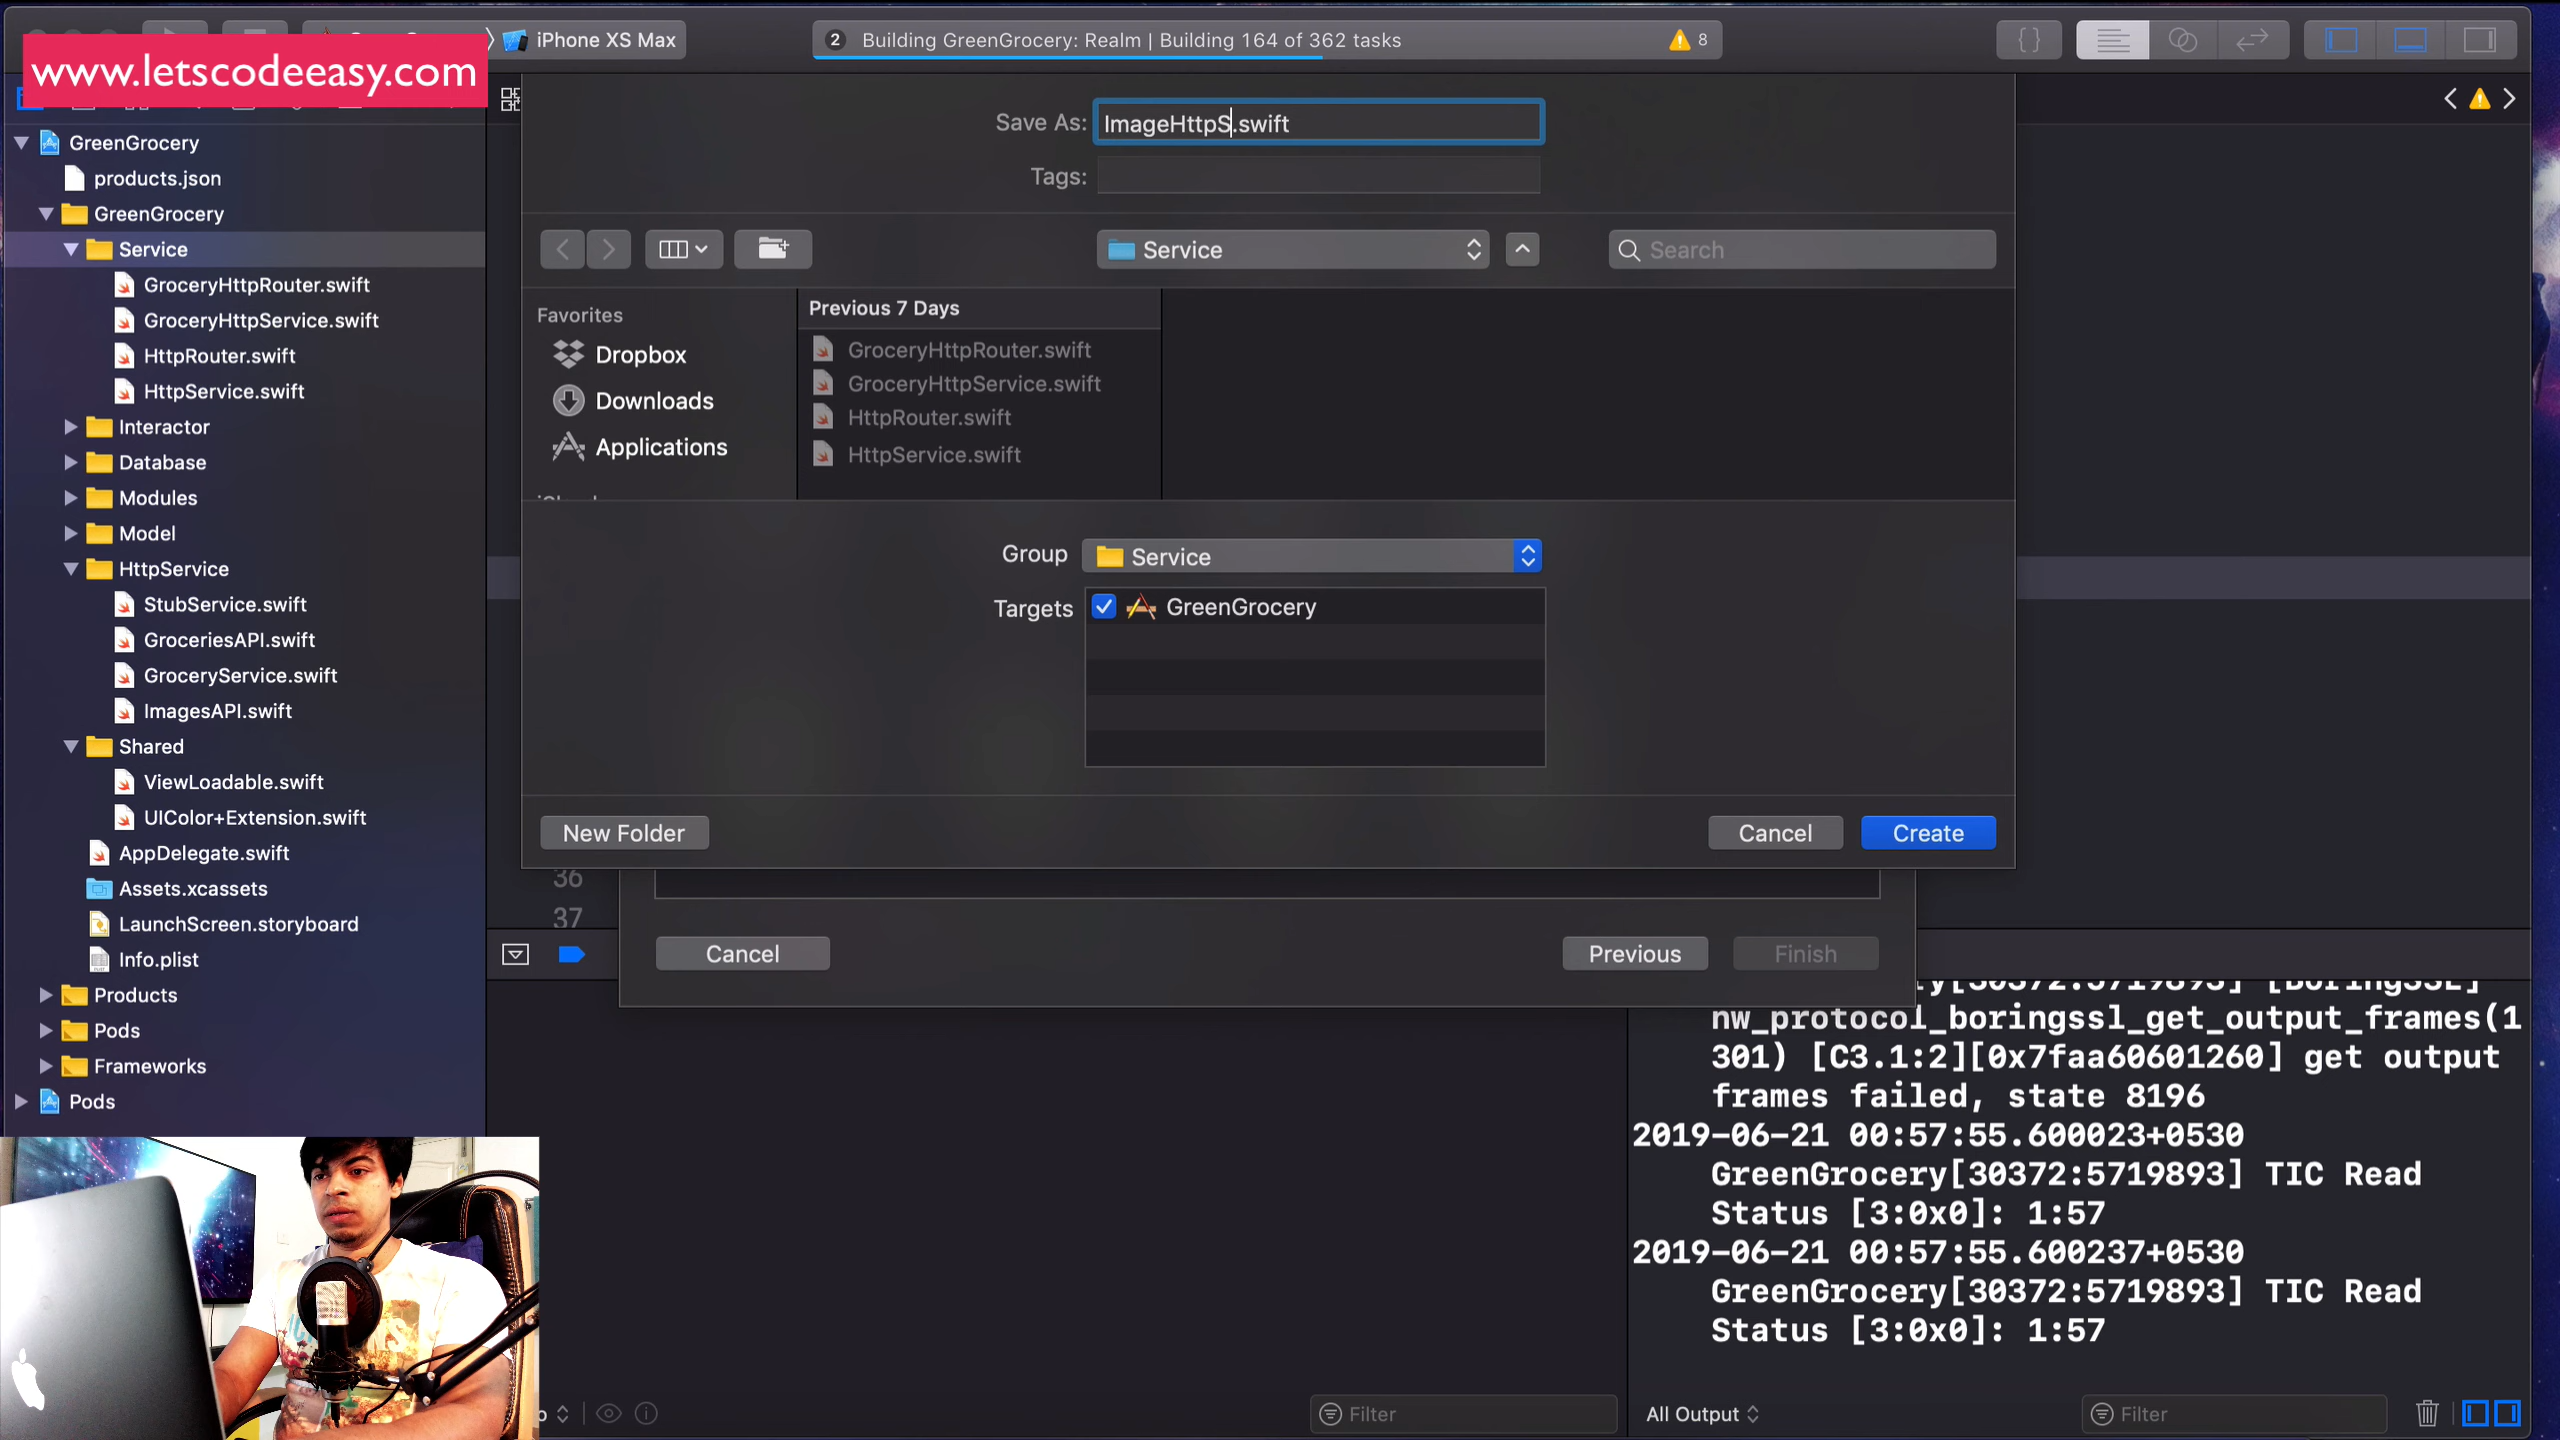 iPhone XS Max
2 Building GreenGrocery: Realm | Building 164 of 362 tasks
8
www.letscodeeasy.com
GreenGrocery
products.json
GreenGrocery
Service
GroceryHttpRouter.swift
GroceryHttpService.swift
HttpRouter.swift
HttpService.swift
Interactor
Database
Modules
Model
HttpService
StubService.swift
GroceriesAPI.swift
GroceryService.swift
ImagesAPI.swift
Shared
ViewLoadable.swift
UIColor+Extension.swift
AppDelegate.swift
Assets.xcassets
LaunchScreen.storyboard
Info.plist
Products
Pods
Frameworks
Pods
Save As: ImageHttpS.swift
Tags:
Service
Search
Favorites
Dropbox
Downloads
Applications
Previous 7 Days
GroceryHttpRouter.swift
GroceryHttpService.swift
HttpRouter.swift
HttpService.swift
Group Service
Targets GreenGrocery
New Folder
Cancel
Create
36
37
Cancel
Previous
Finish
nw_protocol_boringssl_get_output_frames(1
301) [C3.1:2][0x7faa60601260] get output
frames failed, state 8196
2019-06-21 00:57:55.600023+0530
GreenGrocery[30372:5719893] TIC Read
Status [3:0x0]: 1:57
2019-06-21 00:57:55.600237+0530
GreenGrocery[30372:5719893] TIC Read
Status [3:0x0]: 1:57
Filter
All Output
Filter